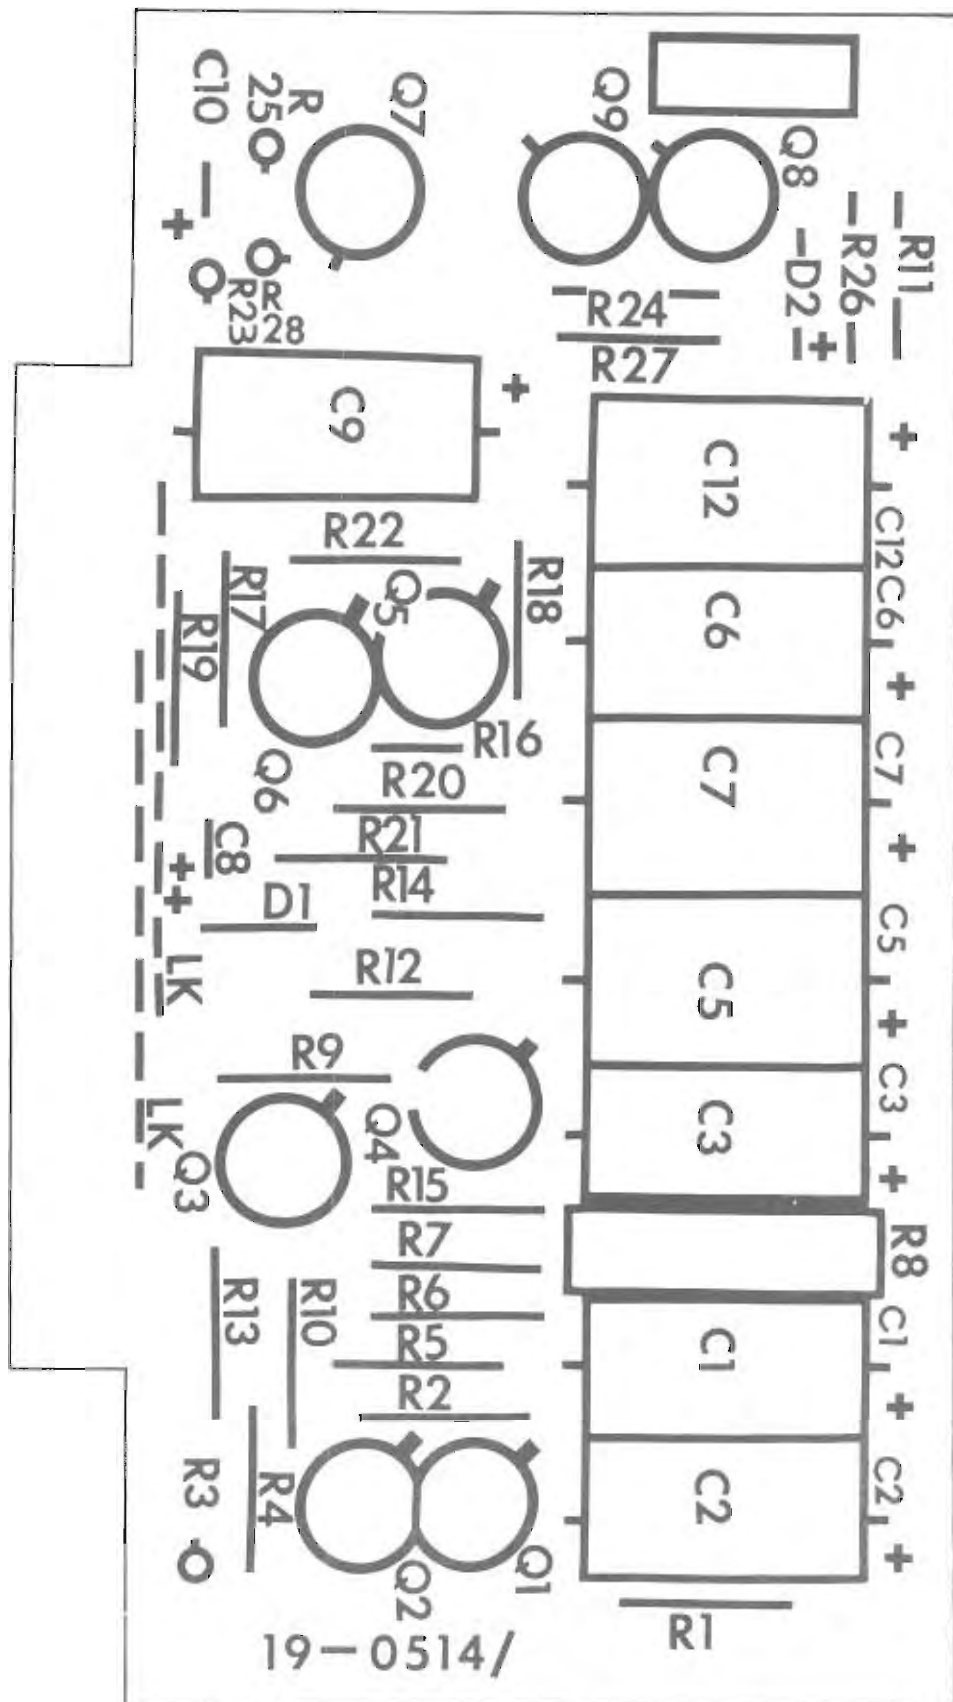 C10
R
25
Q7
Q9
Q8
R11
R26
D2
+
+
R23
R28
R24
R27
C9
+
C12
+
C12
R22
R17
R19
Q5
R18
C6
C6
+
Q6
R16
R20
C7
C7
+
C8
R21
+
+
R14
D1
LK
R12
C5
C5
+
R9
LK
Q3
Q4
C3
C3
+
R15
R7
R8
R6
R13
R10
R5
C1
C1
+
R2
R3
R4
Q2
Q1
C2
C2
+
R1
19-0514/